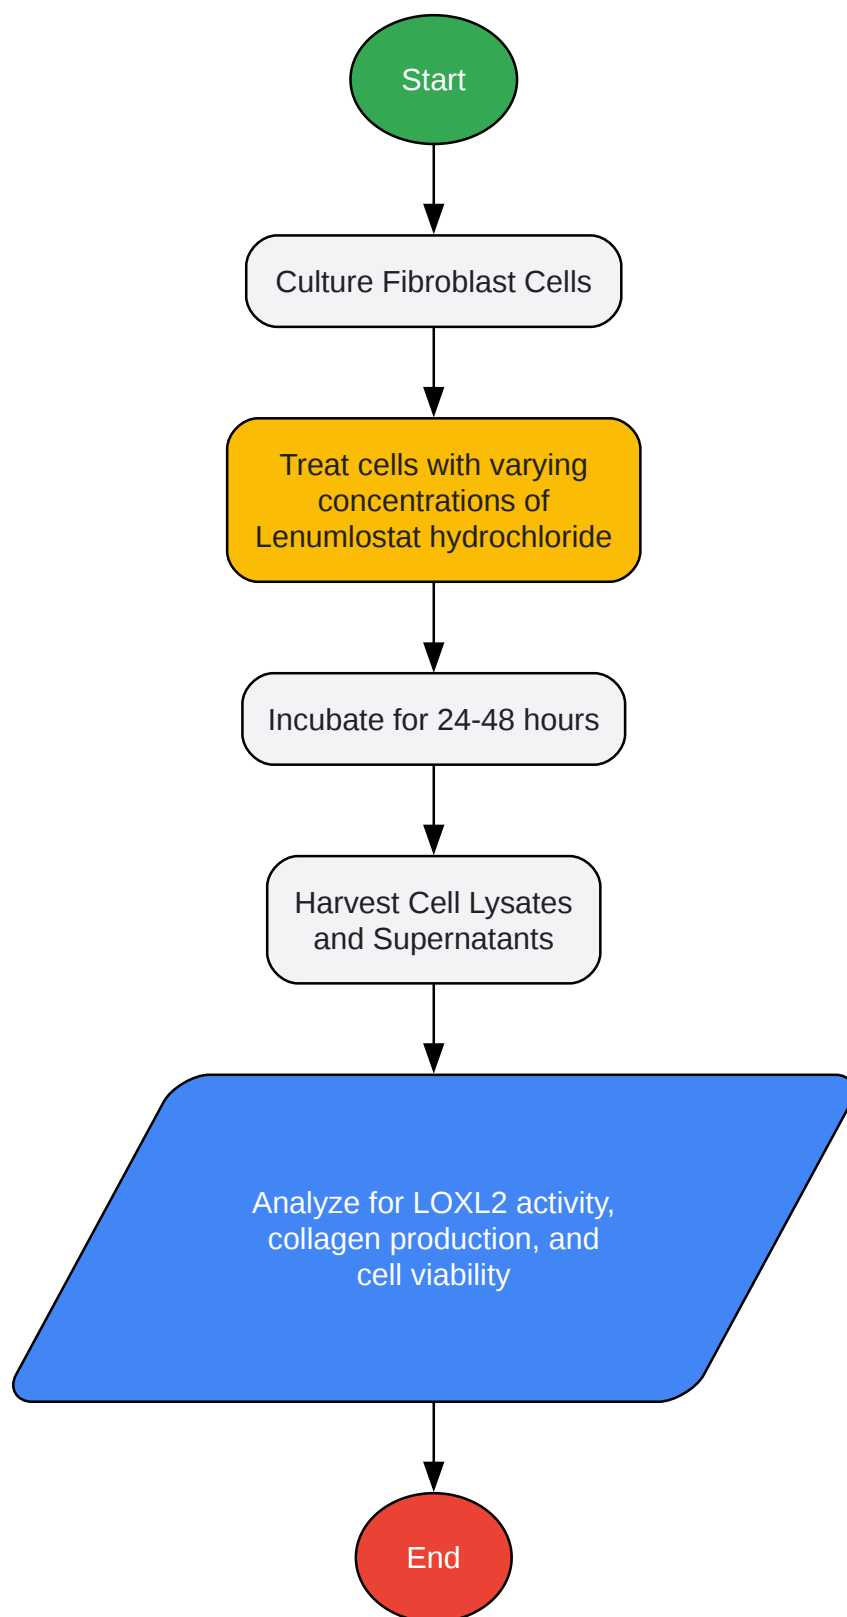 Start
Culture Fibroblast Cells
Treat cells with varying
concentrations of
Lenumlostat hydrochloride
Incubate for 24-48 hours
Harvest Cell Lysates
and Supernatants
Analyze for LOXL2 activity,
collagen production, and
cell viability
End